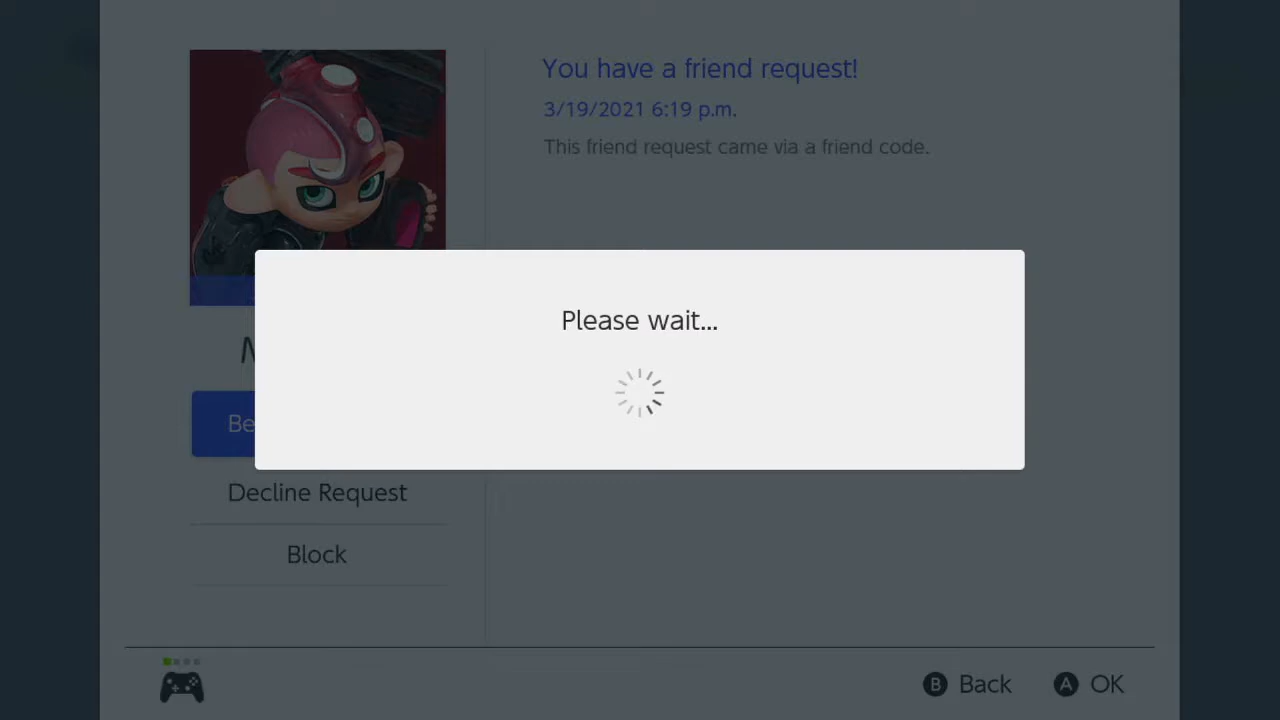 You have a friend request!
3/19/2021 6:19 p.m.
This friend request came via a friend code.
Please wait...
Decline Request
Block
B Back
A OK